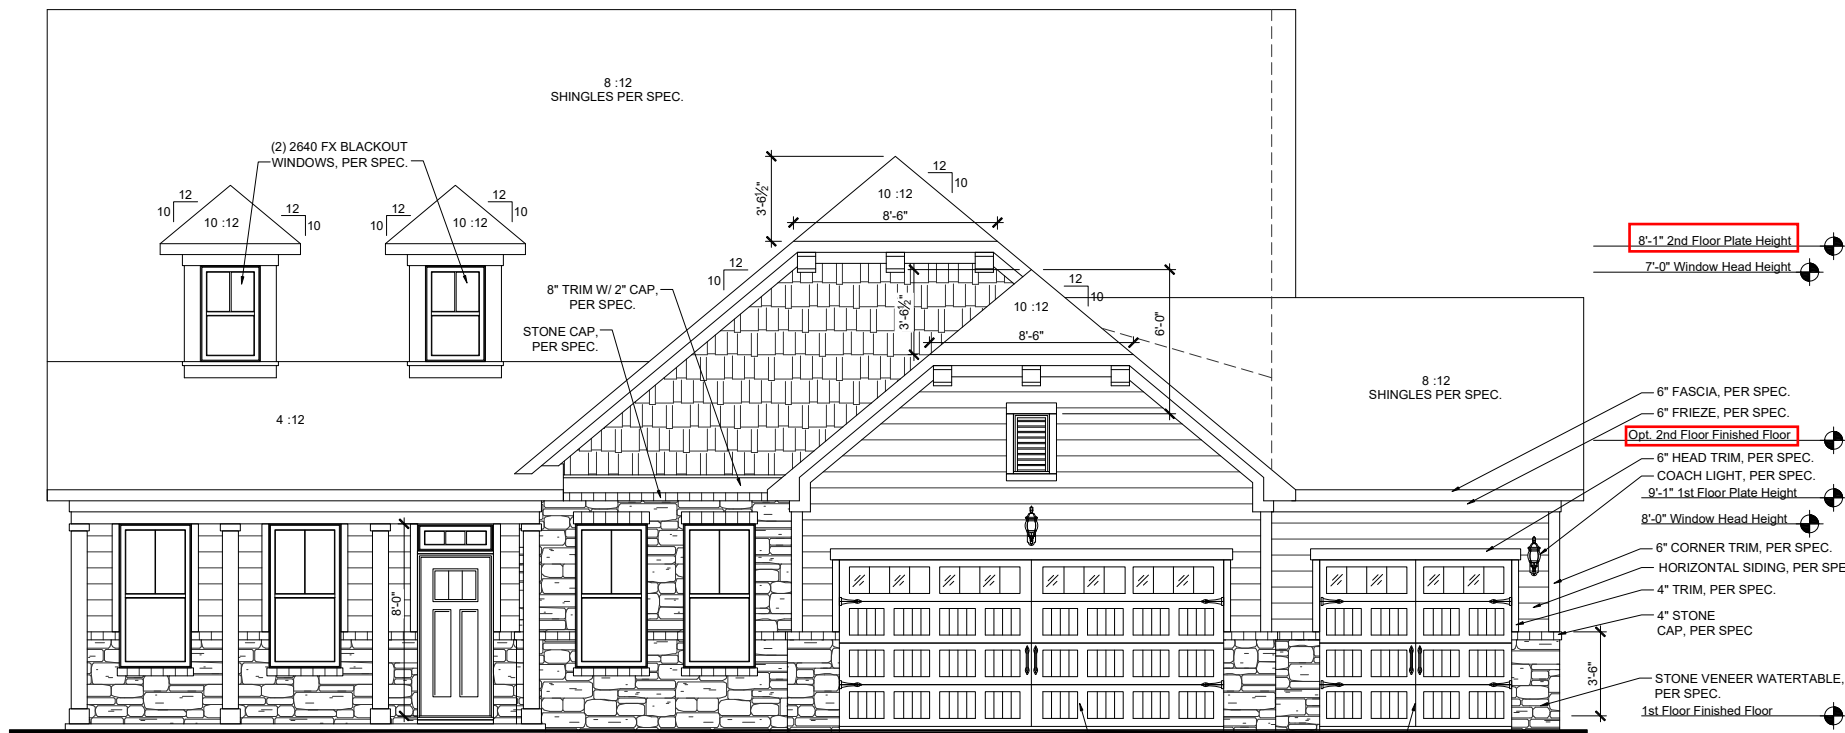 8 :12
SHINGLES PER SPEC.
(2) 2640 FX BLACKOUT
WINDOWS, PER SPEC.
12
10
10 :12
12
10
12
10
10 :12
12
10
3'-6½"
10 :12
12
10
8'-6"
12
10
8" TRIM W/ 2" CAP,
PER SPEC.
STONE CAP,
PER SPEC.
3'-6½"
10 :12
12
10
8'-6"
6'-0"
8 :12
SHINGLES PER SPEC.
4 :12
8'-0"
8'-1" 2nd Floor Plate Height
7'-0" Window Head Height
6" FASCIA, PER SPEC.
6" FRIEZE, PER SPEC.
Opt. 2nd Floor Finished Floor
6" HEAD TRIM, PER SPEC.
COACH LIGHT, PER SPEC.
9'-1" 1st Floor Plate Height
8'-0" Window Head Height
6" CORNER TRIM, PER SPEC.
HORIZONTAL SIDING, PER SPE
4" TRIM, PER SPEC.
4" STONE
CAP, PER SPEC
3'-6"
STONE VENEER WATERTABLE,
PER SPEC.
1st Floor Finished Floor